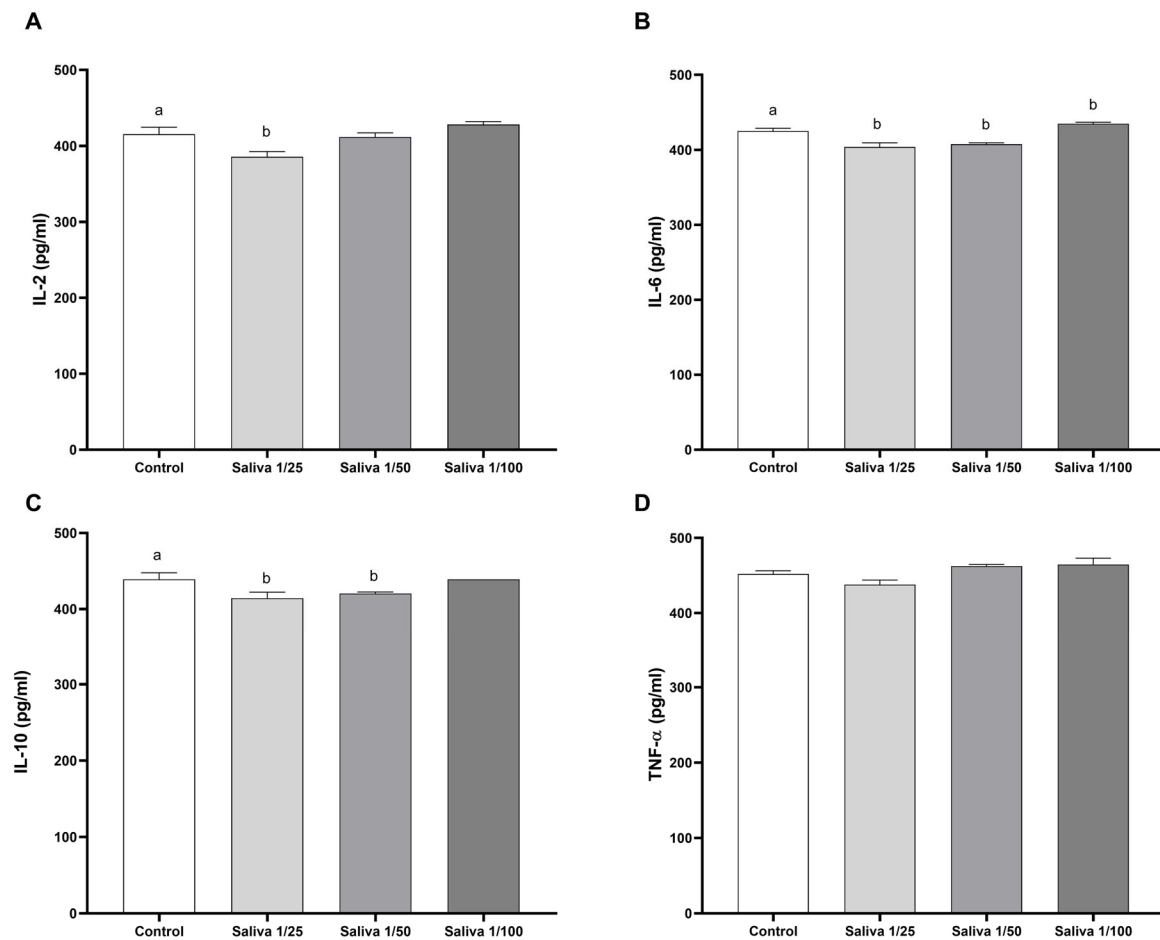 A
IL-2 (pg/ml)
500
400
300
200
100
0
a
b
Control
Saliva 1/25
Saliva 1/50
Saliva 1/100
B
IL-6 (pg/ml)
500
400
300
200
100
0
a
b
b
b
Control
Saliva 1/25
Saliva 1/50
Saliva 1/100
C
IL-10 (pg/ml)
500
400
300
200
100
0
a
b
b
Control
Saliva 1/25
Saliva 1/50
Saliva 1/100
D
TNF-α (pg/ml)
500
400
300
200
100
0
Control
Saliva 1/25
Saliva 1/50
Saliva 1/100